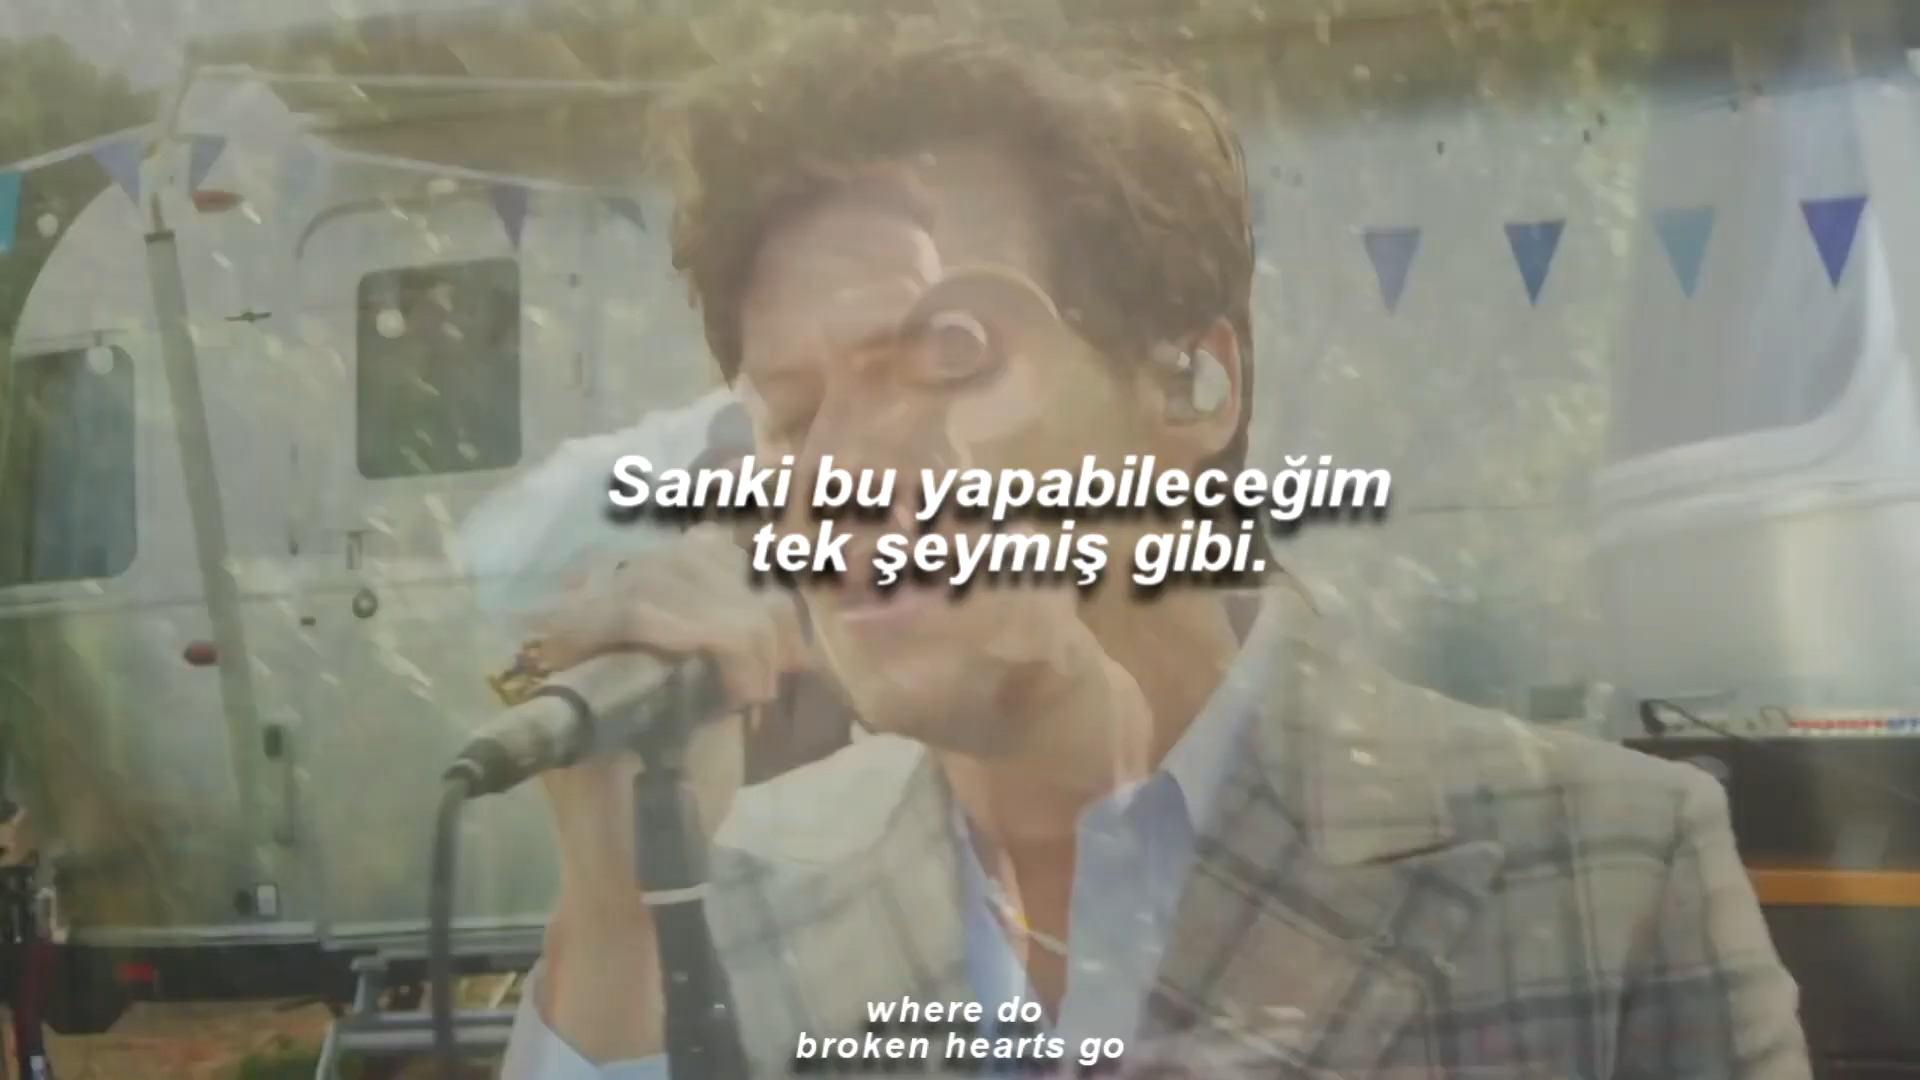 Sanki bu yapabileceğim
tek şeymiş gibi.
where do
broken hearts go